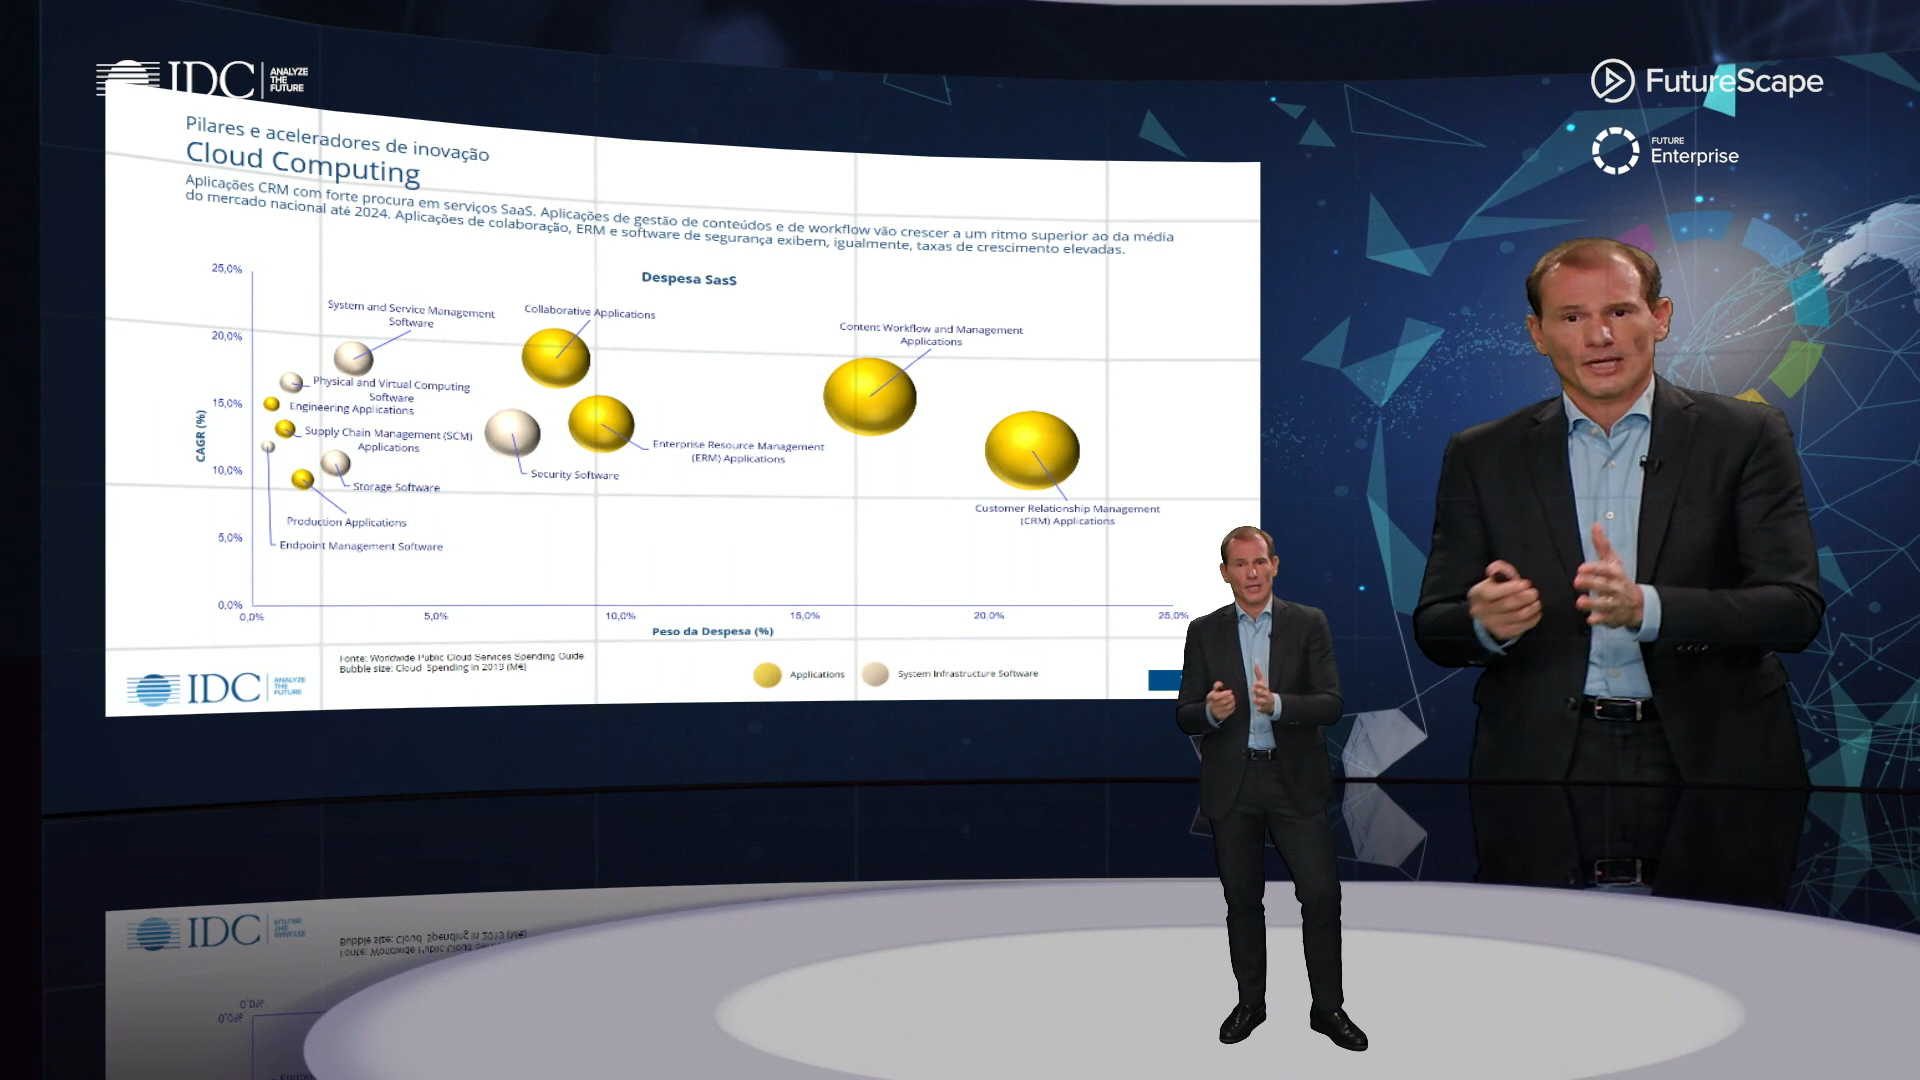 IDC
ANALYZE
THE
FUTURE
FutureScape
FUTURE
Enterprise
Pilares e aceleradores de inovação
Cloud Computing
Aplicações CRM com forte procura em serviços SaaS. Aplicações de gestão de conteúdos e de workflow vão crescer a um ritmo superior ao da média
do mercado nacional até 2024. Aplicações de colaboração, ERM e software de segurança exibem, igualmente, taxas de crescimento elevadas.
Despesa SasS
CAGR (%)
25,0%
20,0%
15,0%
10,0%
5,0%
0,0%
System and Service Management
Software
Collaborative Applications
Content Workflow and Management
Applications
Physical and Virtual Computing
Software
Engineering Applications
Supply Chain Management (SCM)
Applications
Enterprise Resource Management
(ERM) Applications
Security Software
Storage Software
Customer Relationship Management
(CRM) Applications
Production Applications
Endpoint Management Software
0,0%
5,0%
10,0%
15,0%
20,0%
25,0%
Peso da Despesa (%)
Fonte: Worldwide Public Cloud Services Spending Guide
Bubble size: Cloud Spending in 2019 (M€)
Applications
System Infrastructure Software
IDC
ANALYZE
THE
FUTURE